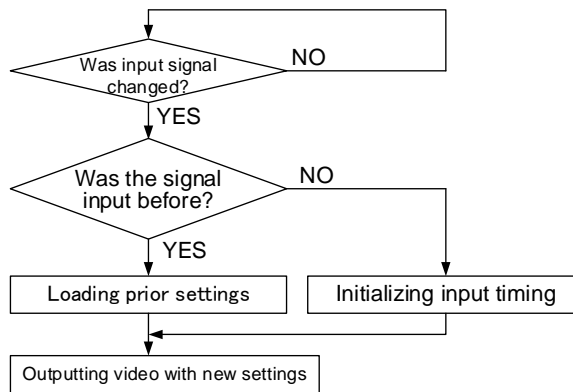 Was input signal
changed?
NO
YES
Was the signal
input before?
NO
YES
Loading prior settings
Initializing input timing
Outputting video with new settings